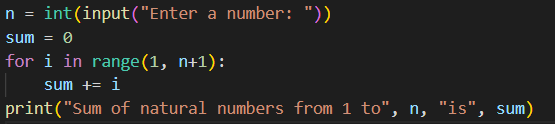 n = int(input("Enter a number: "))
sum = 0
for i in range(1, n+1):
    sum += i
print("Sum of natural numbers from 1 to", n, "is", sum)